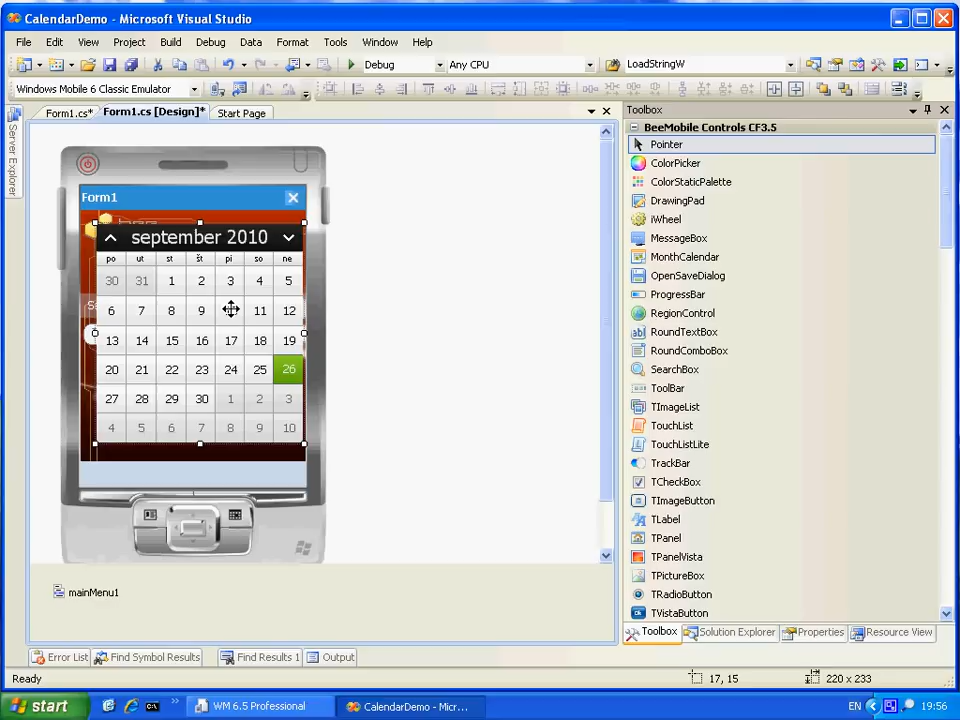 CalendarDemo - Microsoft Visual Studio
File Edit View Project Build Debug Data Format Tools Window Help
Debug Any CPU LoadStringW
Windows Mobile 6 Classic Emulator
Form1.cs* Form1.cs [Design]* Start Page
Server Explorer
Form1
september 2010
po ut st št pi so ne
30 31 1 2 3 4 5
6 7 8 9 11 12
13 14 15 16 17 18 19
20 21 22 23 24 25 26
27 28 29 30 1 2 3
4 5 6 7 8 9 10
mainMenu1
Toolbox
BeeMobile Controls CF3.5
Pointer
ColorPicker
ColorStaticPalette
DrawingPad
iWheel
MessageBox
MonthCalendar
OpenSaveDialog
ProgressBar
RegionControl
RoundTextBox
RoundComboBox
SearchBox
ToolBar
TImageList
TouchList
TouchListLite
TrackBar
TCheckBox
TImageButton
TLabel
TPanel
TPanelVista
TPictureBox
TRadioButton
TVistaButton
Toolbox Solution Explorer Properties Resource View
Error List Find Symbol Results Find Results 1 Output
Ready 17, 15 220 x 233
start WM 6.5 Professional CalendarDemo - Micr... EN 19:56